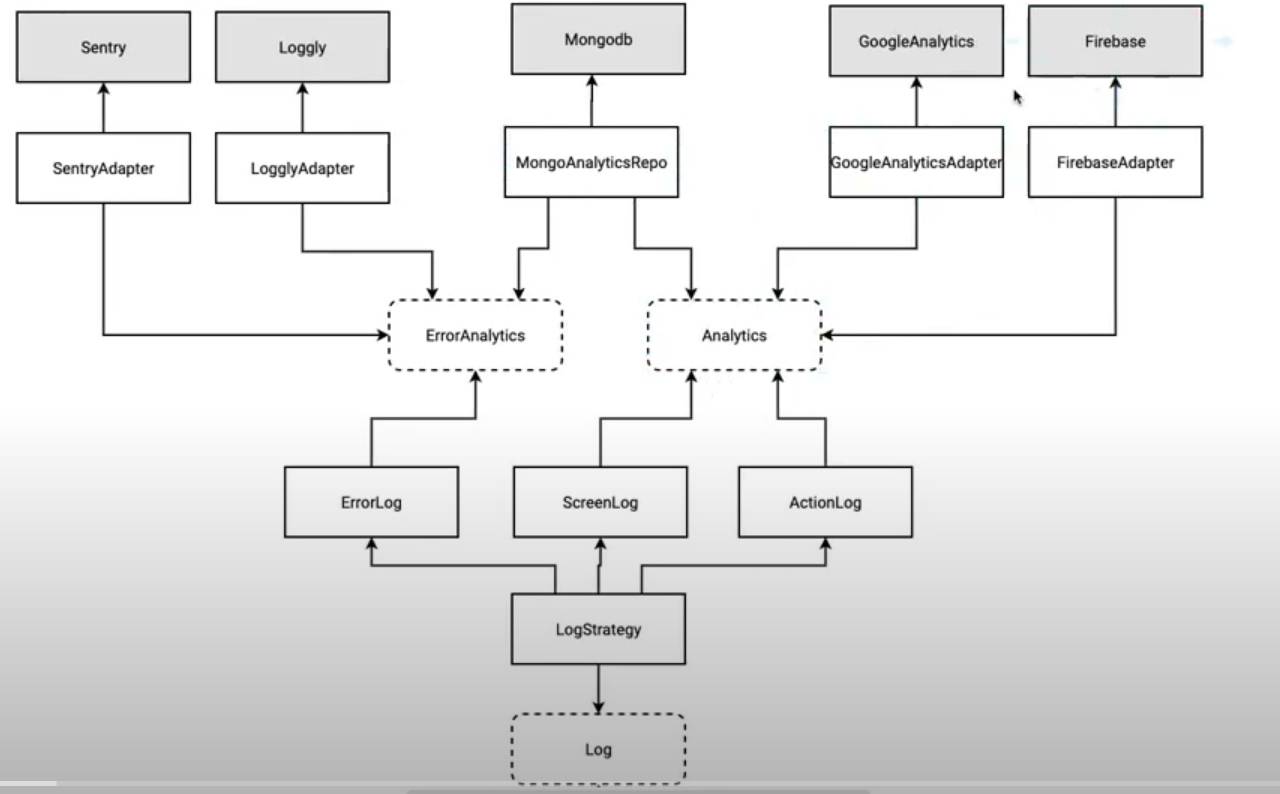 Sentry
Loggly
Mongodb
GoogleAnalytics
Firebase
SentryAdapter
LogglyAdapter
MongoAnalyticsRepo
GoogleAnalyticsAdapter
FirebaseAdapter
ErrorAnalytics
Analytics
ErrorLog
ScreenLog
ActionLog
LogStrategy
Log